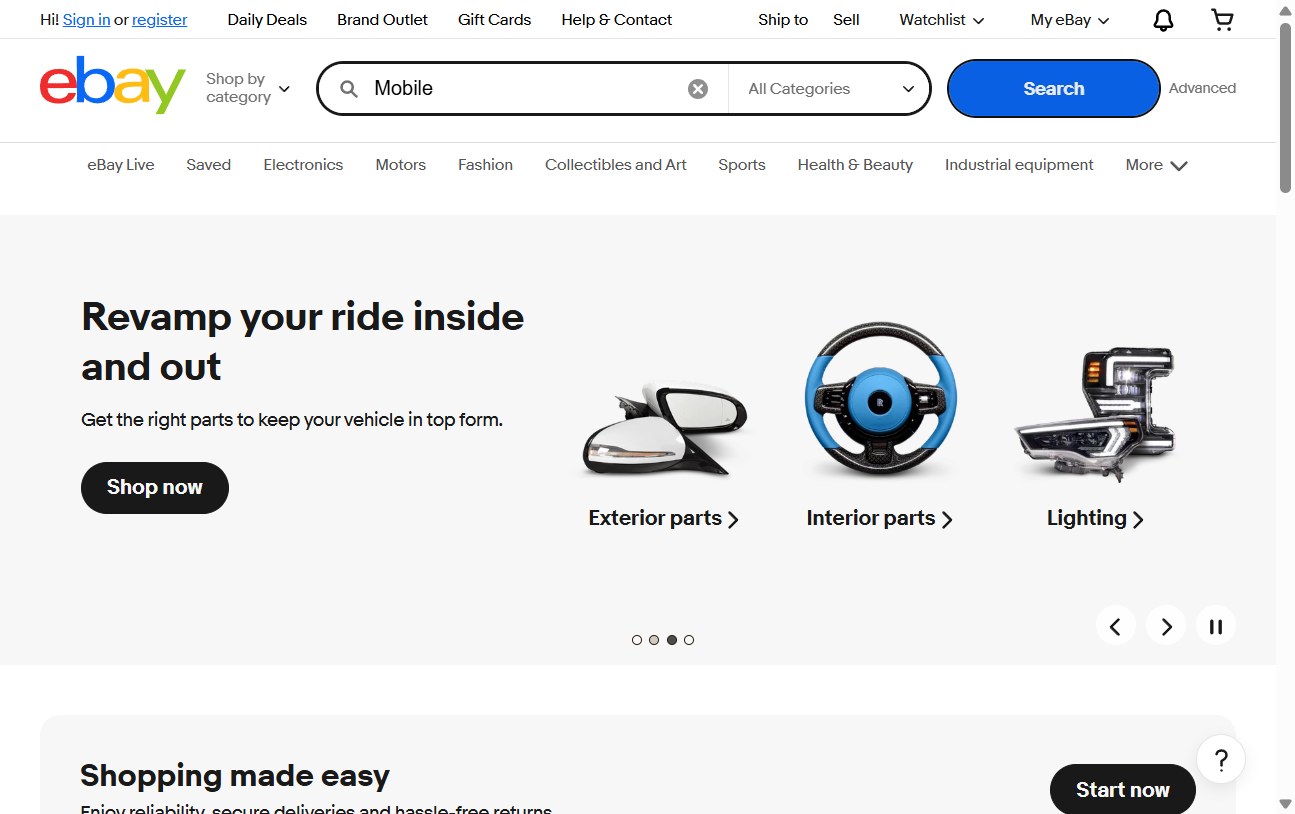 Hi! Sign in or register Daily Deals Brand Outlet Gift Cards Help & Contact Ship to Sell Watchlist My eBay
ebay
Shop by
category
Mobile
All Categories
Search
Advanced
eBay Live Saved Electronics Motors Fashion Collectibles and Art Sports Health & Beauty Industrial equipment More
Revamp your ride inside
and out
Get the right parts to keep your vehicle in top form.
Shop now
Exterior parts
Interior parts
Lighting
Shopping made easy
Enjoy reliability, secure deliveries and hassle-free returns.
Start now
?